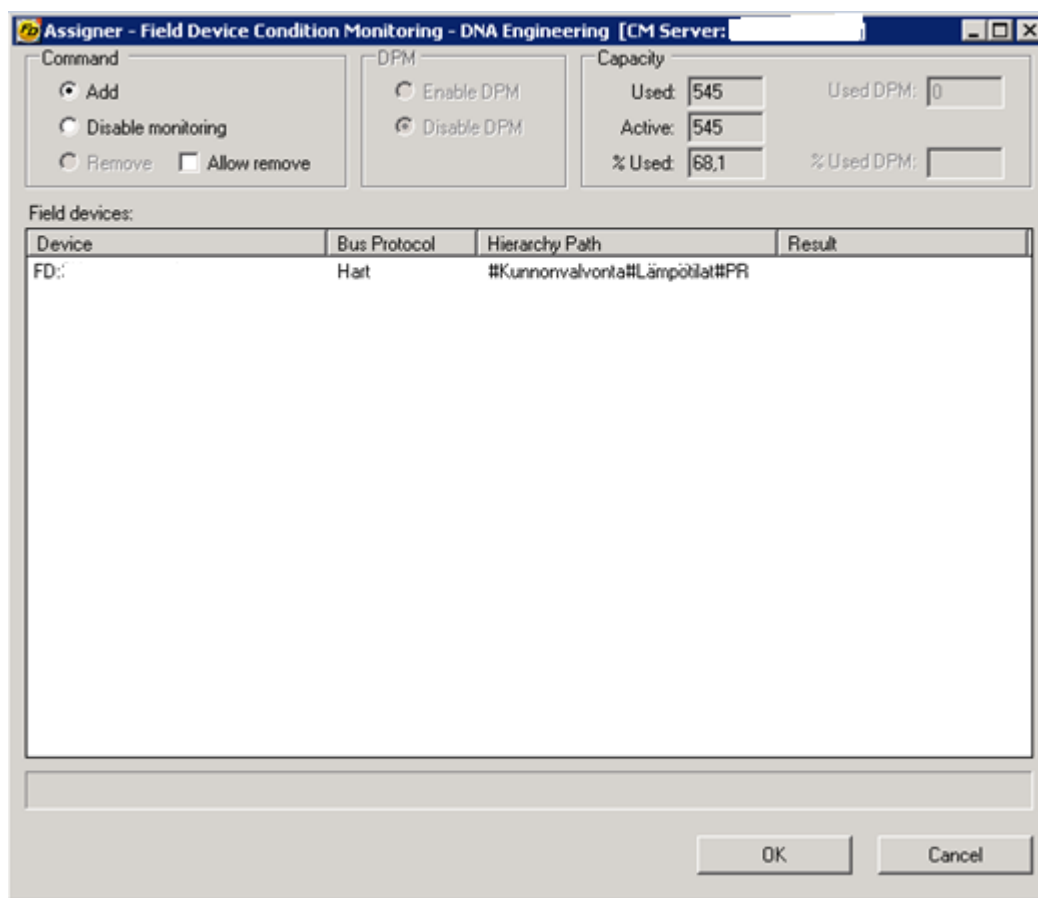 Assigner - Field Device Condition Monitoring - DNA Engineering [CM Server:
Command
Add
Disable monitoring
Remove Allow remove
DPM
Enable DPM
Disable DPM
Capacity
Used: 545 Used DPM: 0
Active: 545
% Used: 68,1 % Used DPM:
Field devices:
Device Bus Protocol Hierarchy Path Result
FD: Hart #Kunnonvalvonta#Lämpötilat#PR
OK Cancel